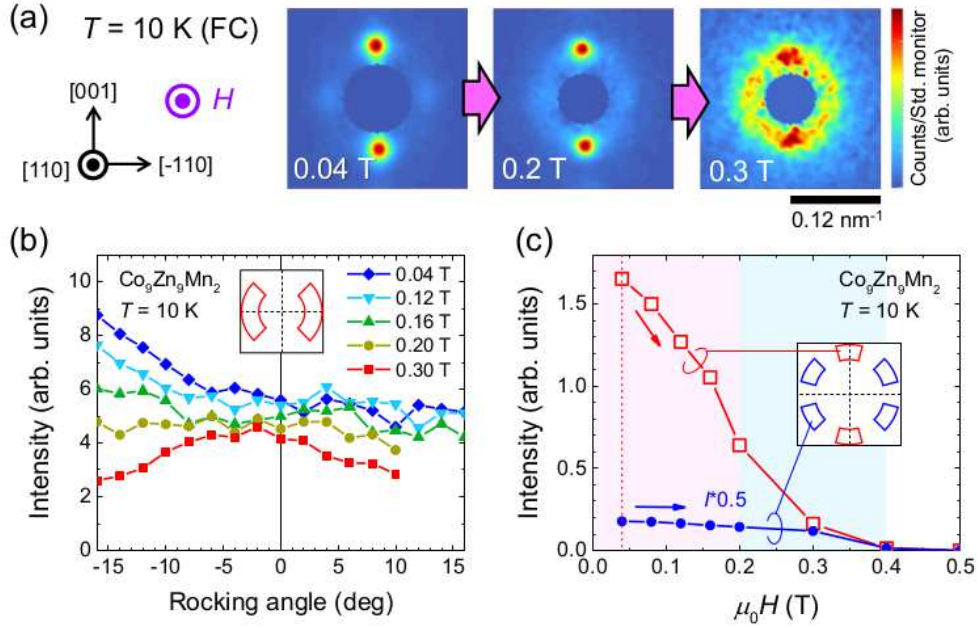 (a)
T = 10 K (FC)
[001]
H
[110]
[-110]
0.04 T
0.2 T
0.3 T
Counts/Std. monitor
(arb. units)
0.12 nm⁻¹
(b)
Co₉Zn₉Mn₂
T = 10 K
0.04 T
0.12 T
0.16 T
0.20 T
0.30 T
10
8
6
4
2
0
Intensity (arb. units)
-15 -10 -5 0 5 10 15
Rocking angle (deg)
(c)
Co₉Zn₉Mn₂
T = 10 K
I*0.5
1.5
1.0
0.5
0.0
Intensity (arb. units)
0.0 0.1 0.2 0.3 0.4 0.5
μ₀H (T)